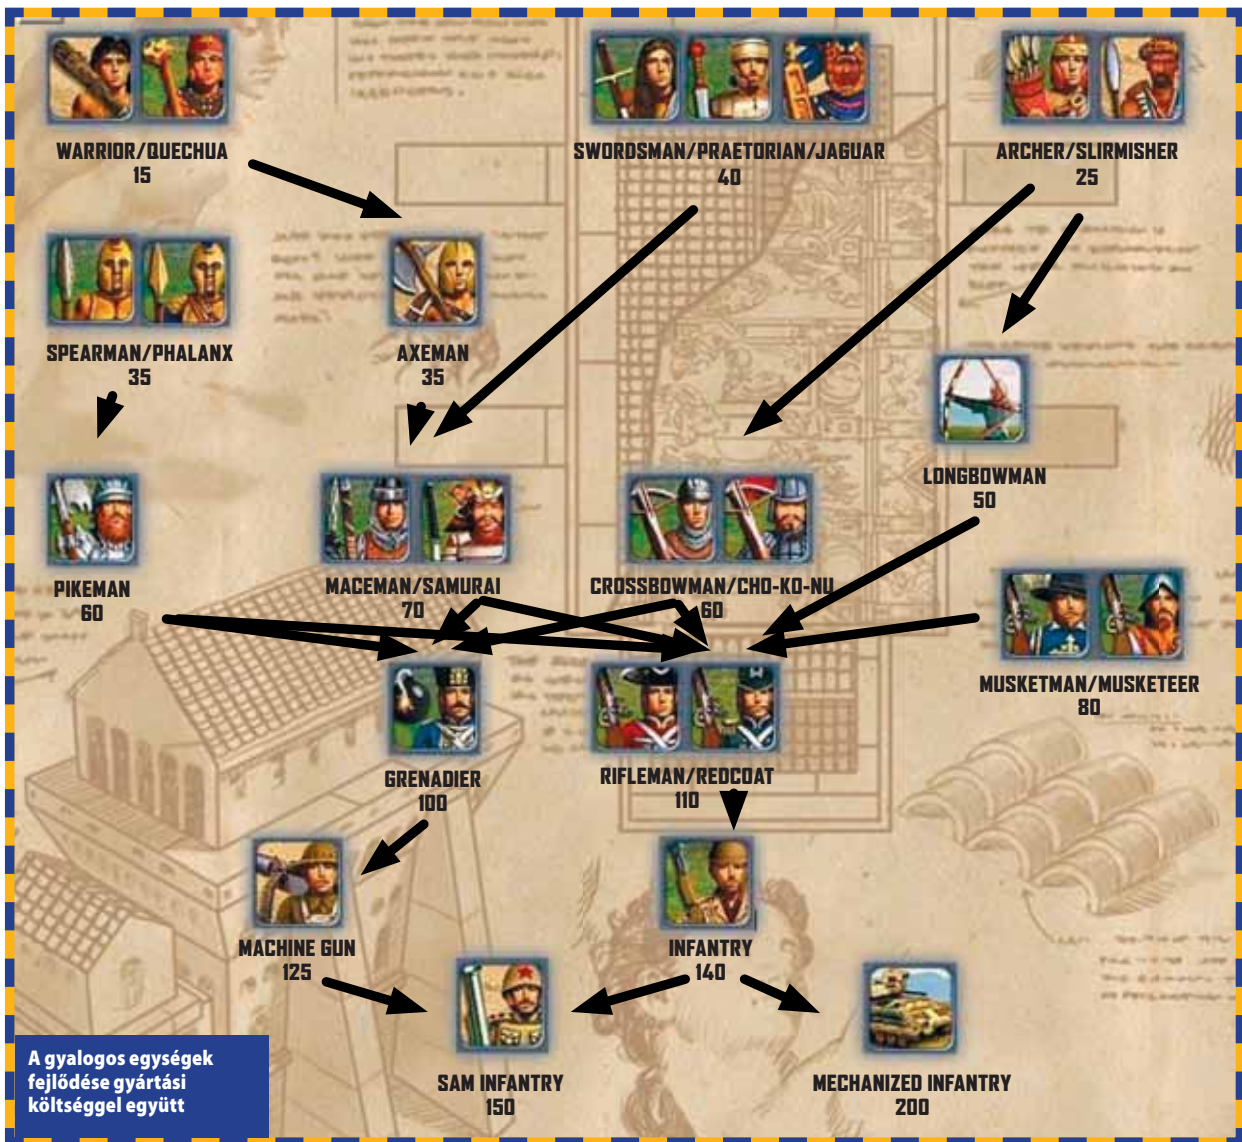 WARRIOR/QUECHUA
15
SWORDSMAN/PRAETORIAN/JAGUAR
40
ARCHER/SLIRMISHER
25
SPEARMAN/PHALANX
35
AXEMAN
35
LONGBOWMAN
50
PIKEMAN
60
MACEMAN/SAMURAI
70
CROSSBOWMAN/CHO-KO-NU
60
MUSKETMAN/MUSKETEER
80
GRENADIER
100
RIFLEMAN/REDCOAT
110
MACHINE GUN
125
INFANTRY
140
SAM INFANTRY
150
MECHANIZED INFANTRY
200
A gyalogos egységek
fejlődése gyártási
költséggel együtt